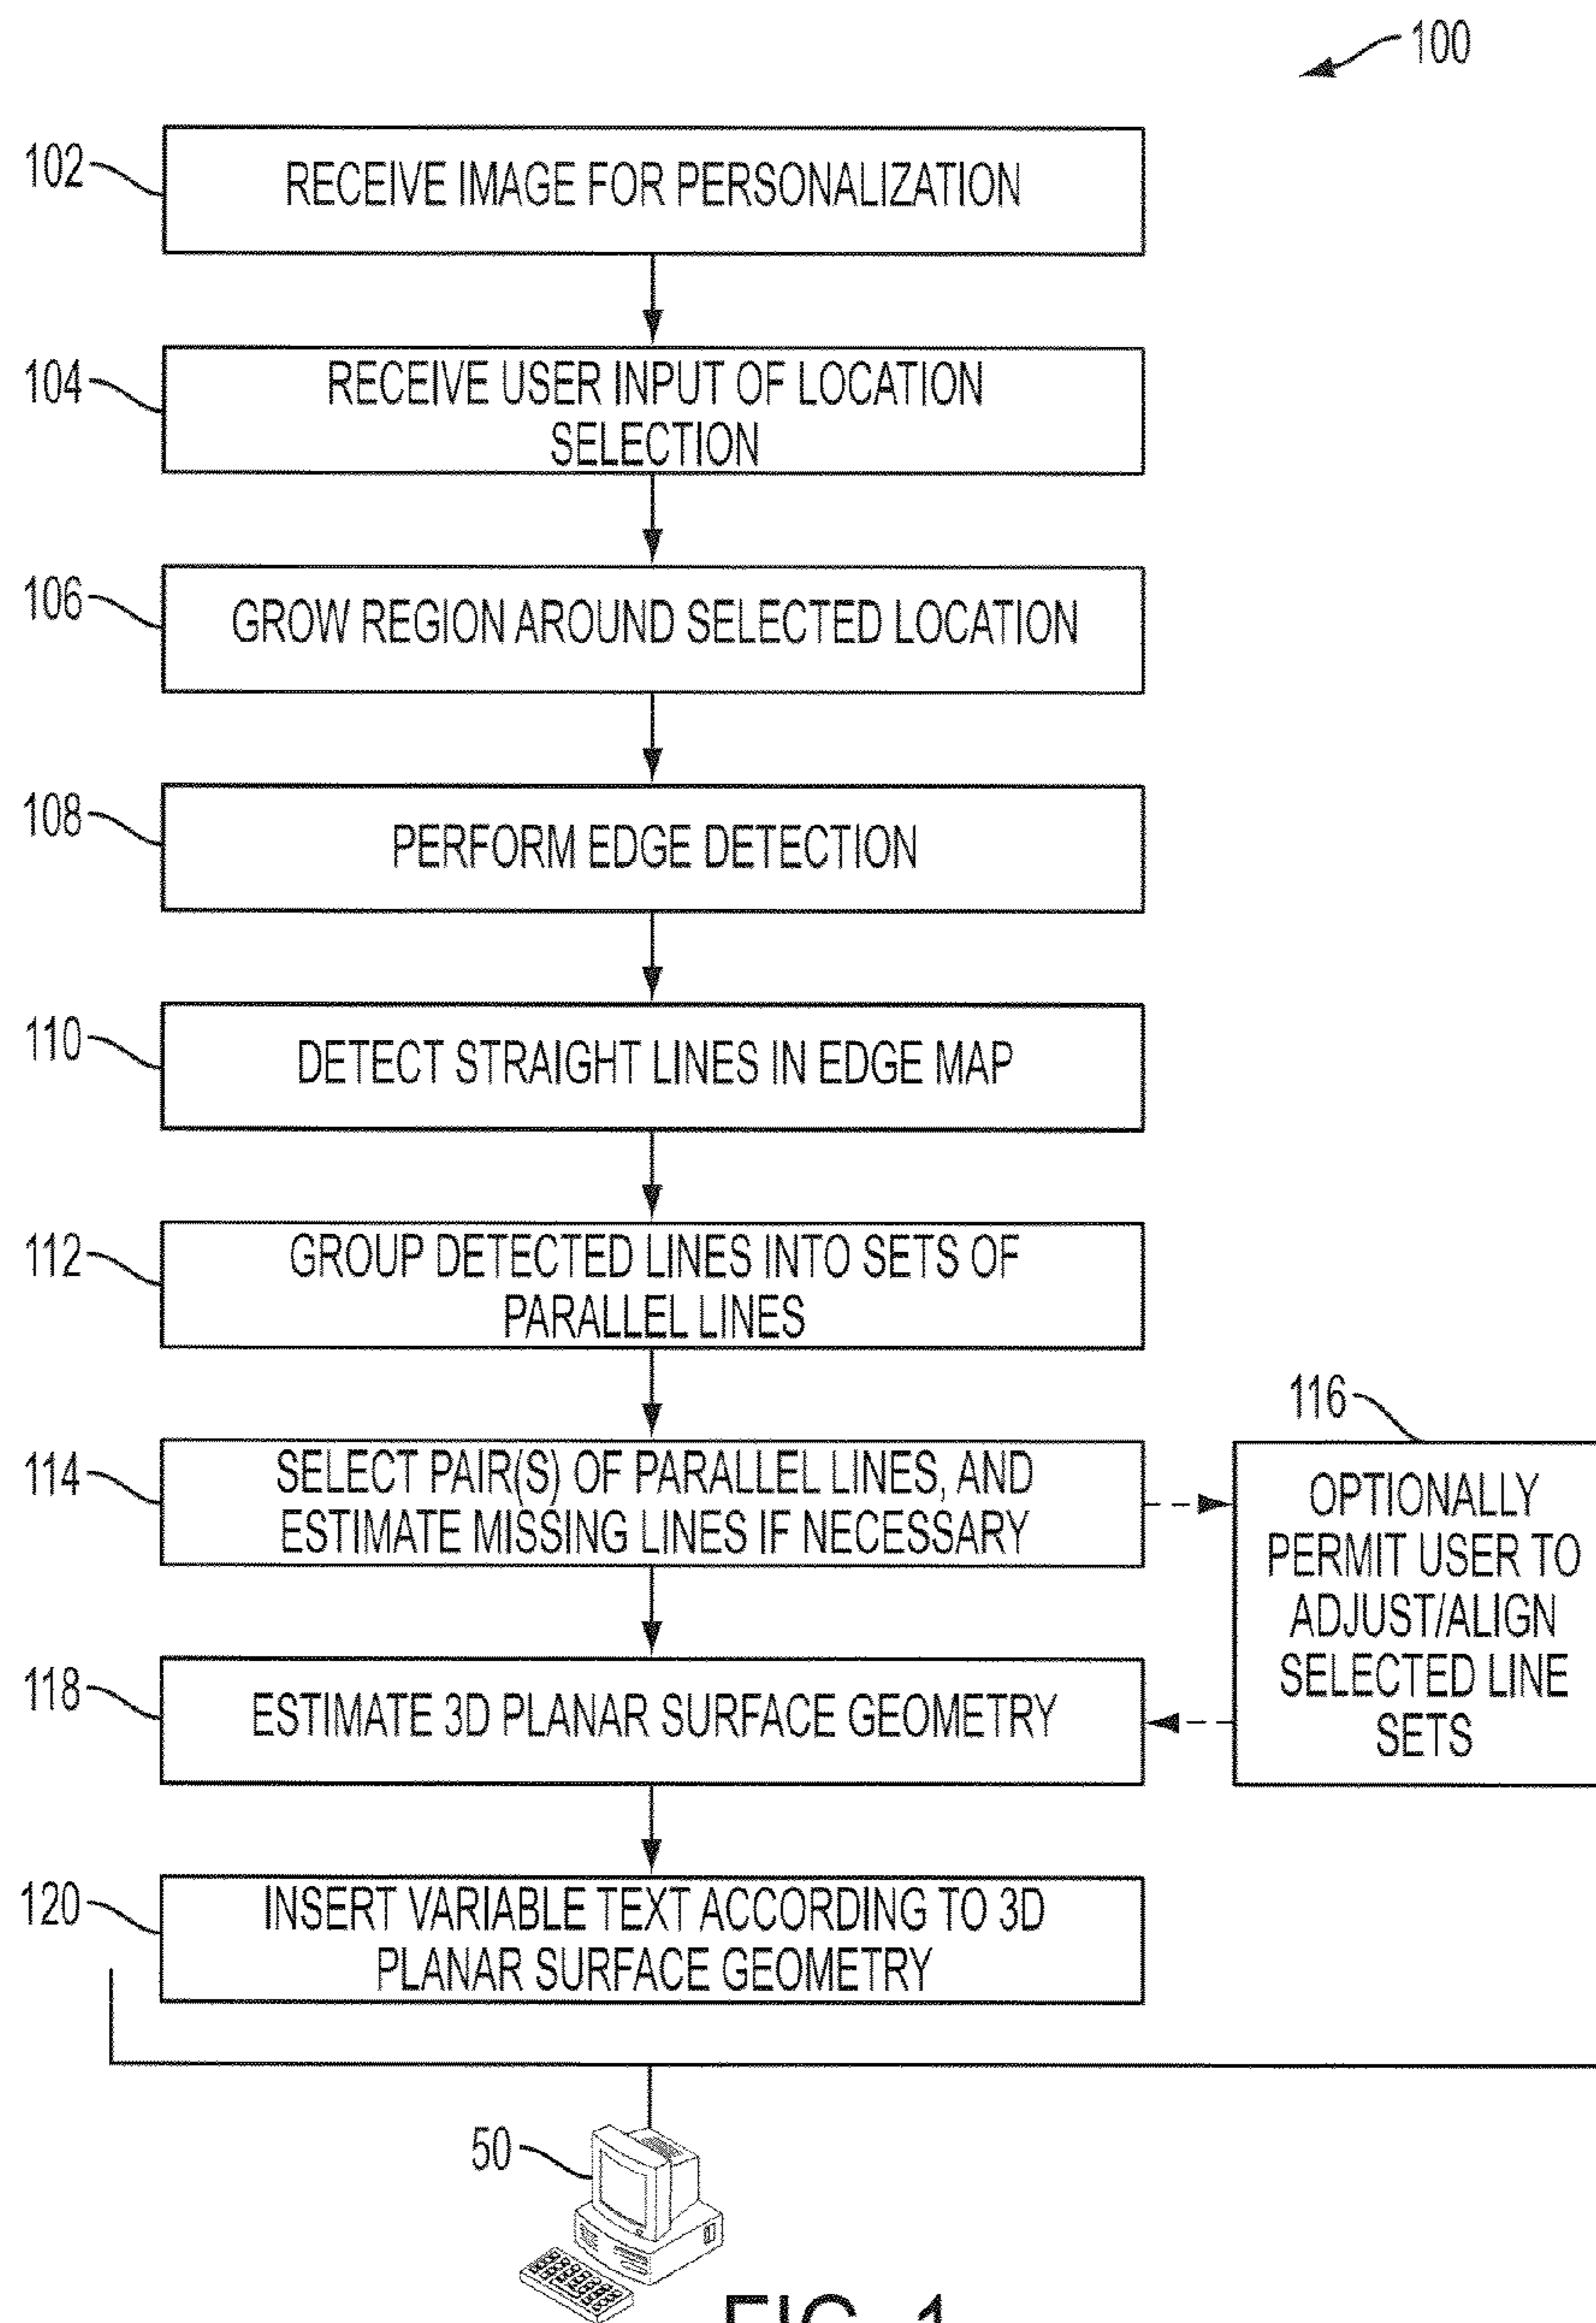 100
102
RECEIVE IMAGE FOR PERSONALIZATION
104
RECEIVE USER INPUT OF LOCATION
SELECTION
106
GROW REGION AROUND SELECTED LOCATION
108
PERFORM EDGE DETECTION
110
DETECT STRAIGHT LINES IN EDGE MAP
112
GROUP DETECTED LINES INTO SETS OF
PARALLEL LINES
114
SELECT PAIR(S) OF PARALLEL LINES, AND
ESTIMATE MISSING LINES IF NECESSARY
116
OPTIONALLY
PERMIT USER TO
ADJUST/ALIGN
SELECTED LINE
SETS
118
ESTIMATE 3D PLANAR SURFACE GEOMETRY
120
INSERT VARIABLE TEXT ACCORDING TO 3D
PLANAR SURFACE GEOMETRY
50
FIG. 1